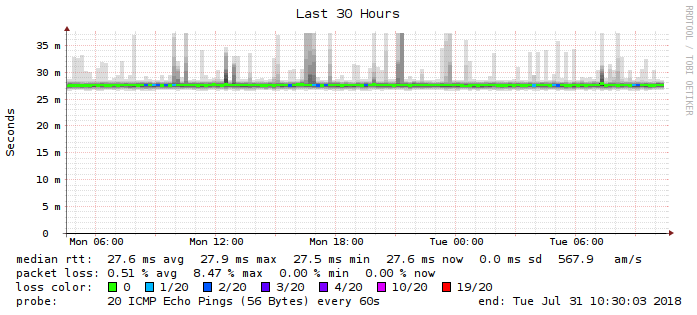 Last 30 Hours
RRDTOOL / TOBI OETIKER
Seconds
35 m
30 m
25 m
20 m
15 m
10 m
5 m
0
Mon 06:00 Mon 12:00 Mon 18:00 Tue 00:00 Tue 06:00
median rtt: 27.6 ms avg 27.9 ms max 27.5 ms min 27.6 ms now 0.0 ms sd 567.9 am/s
packet loss: 0.51 % avg 8.47 % max 0.00 % min 0.00 % now
loss color: 0 1/20 2/20 3/20 4/20 10/20 19/20
probe: 20 ICMP Echo Pings (56 Bytes) every 60s end: Tue Jul 31 10:30:03 2018